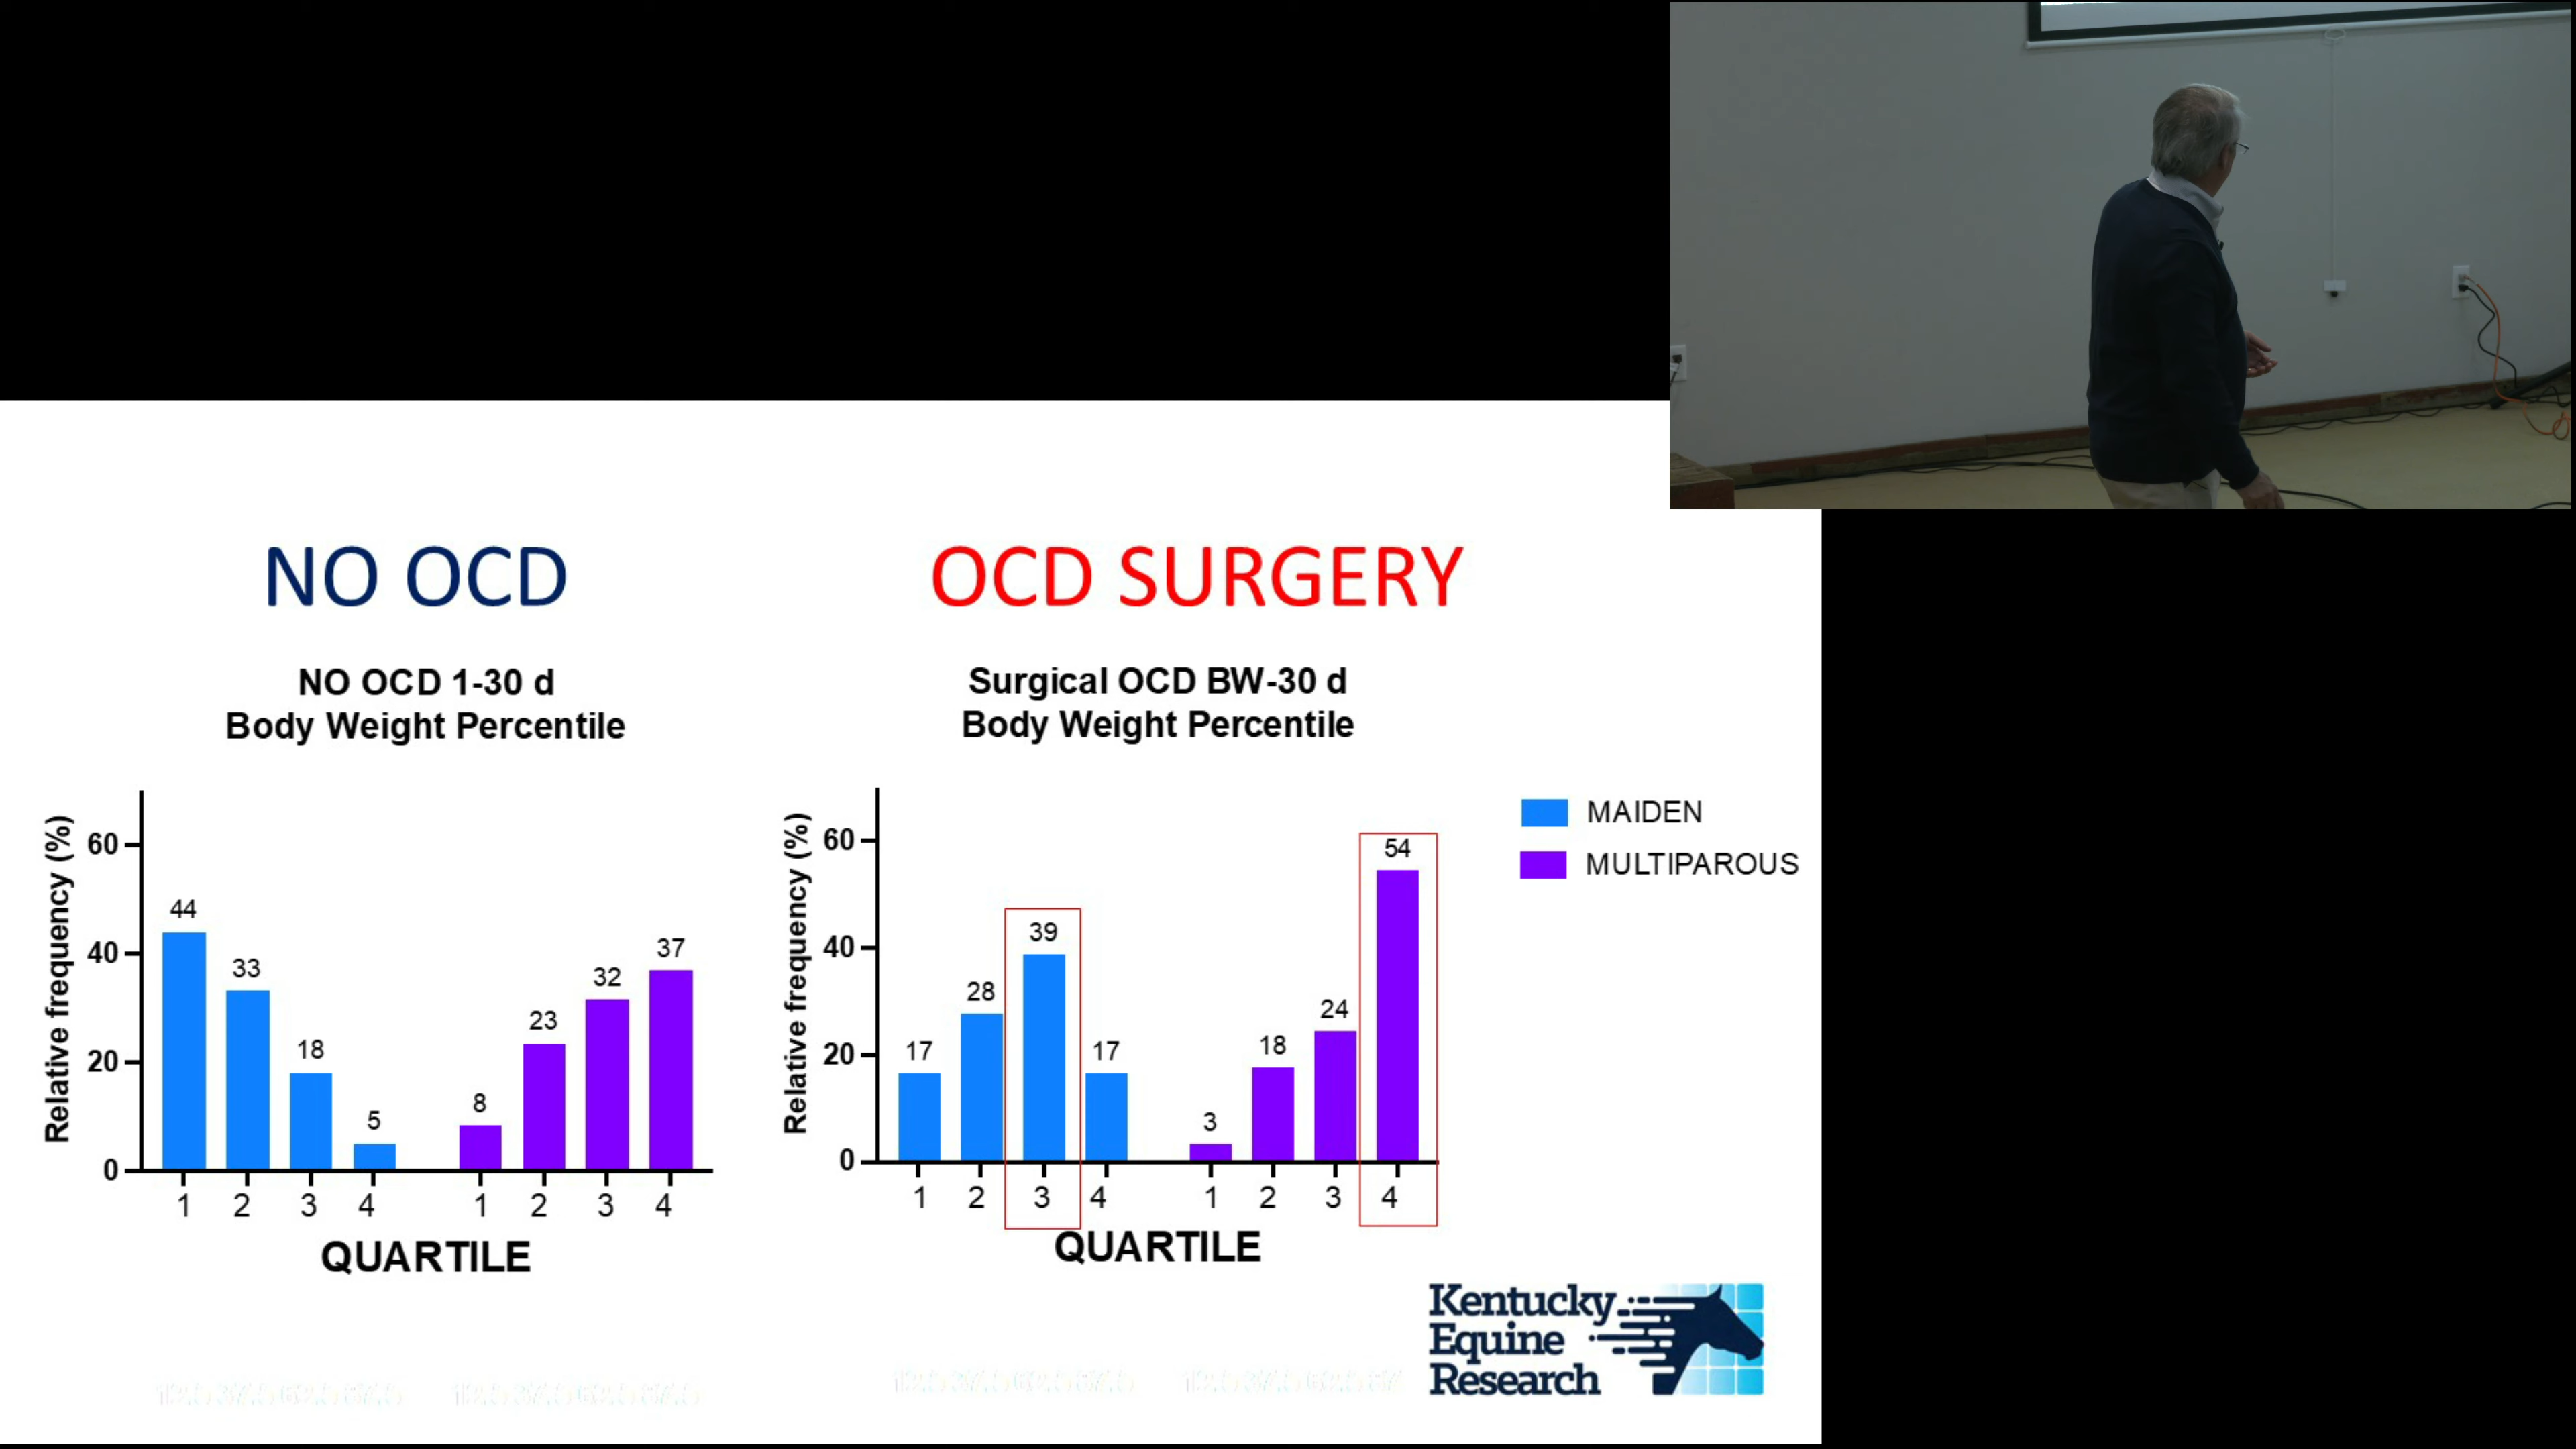 NO OCD
OCD SURGERY
NO OCD 1-30 d
Body Weight Percentile
Surgical OCD BW-30 d
Body Weight Percentile
Relative frequency (%)
60
40
20
0
44
33
18
5
8
23
32
37
1 2 3 4 1 2 3 4
QUARTILE
Relative frequency (%)
60
40
20
0
17
28
39
17
3
18
24
54
1 2 3 4 1 2 3 4
QUARTILE
MAIDEN
MULTIPAROUS
Kentucky
Equine
Research